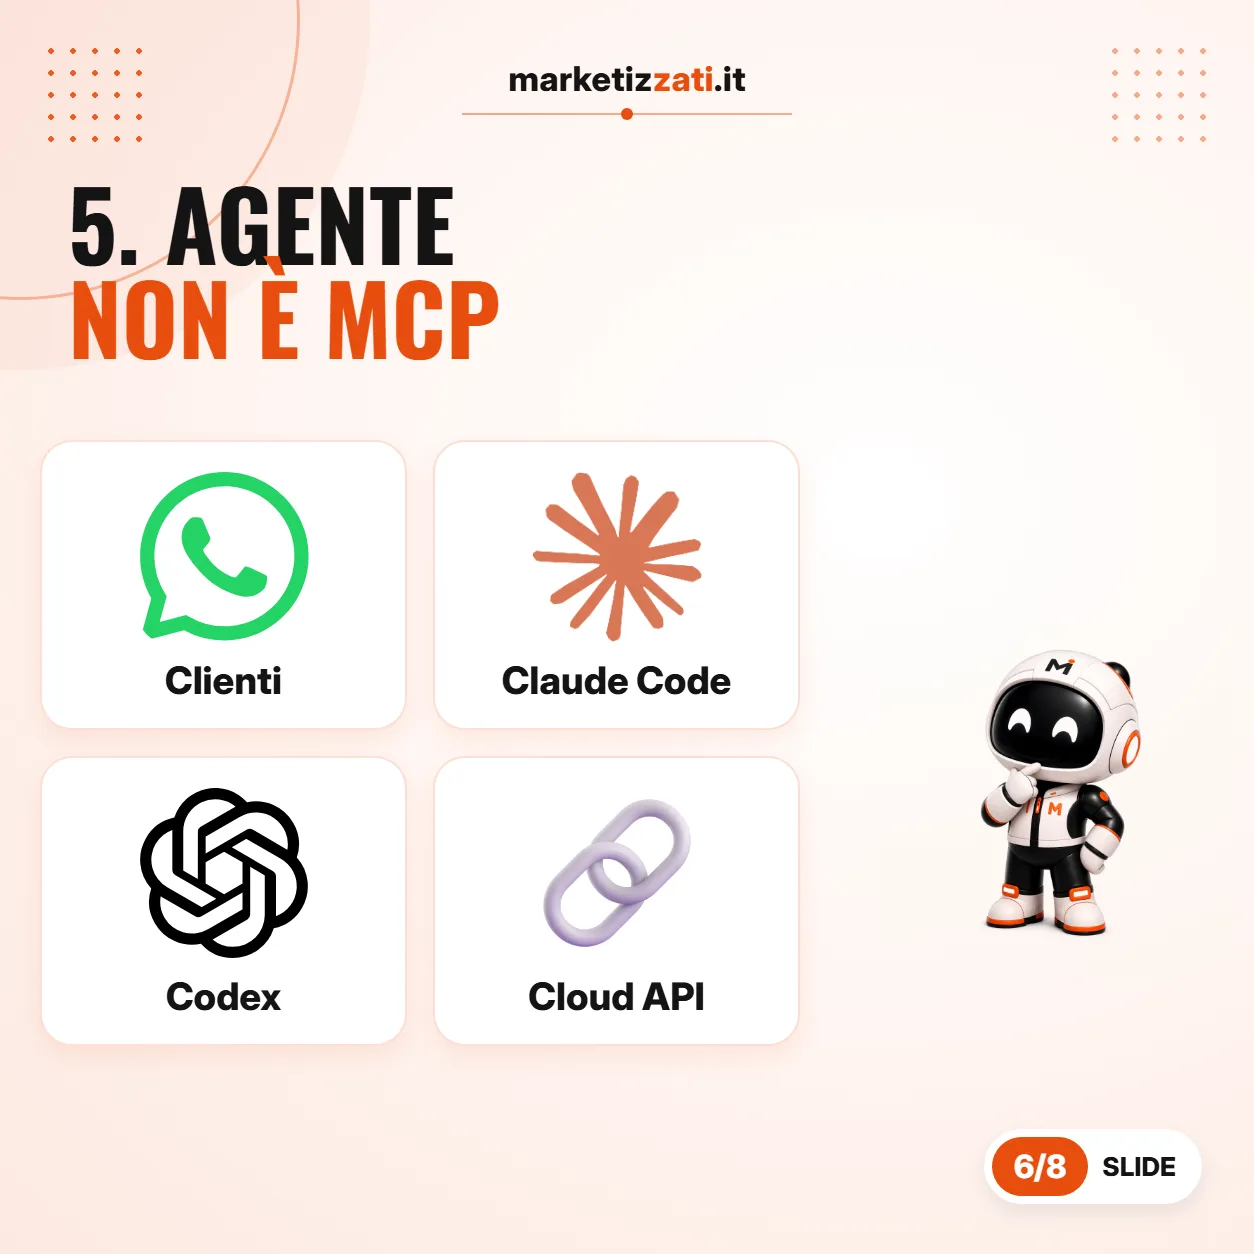 marketizzati.it
5. AGENTE
NON È MCP
Clienti
Claude Code
Codex
Cloud API
M
M
6/8 SLIDE